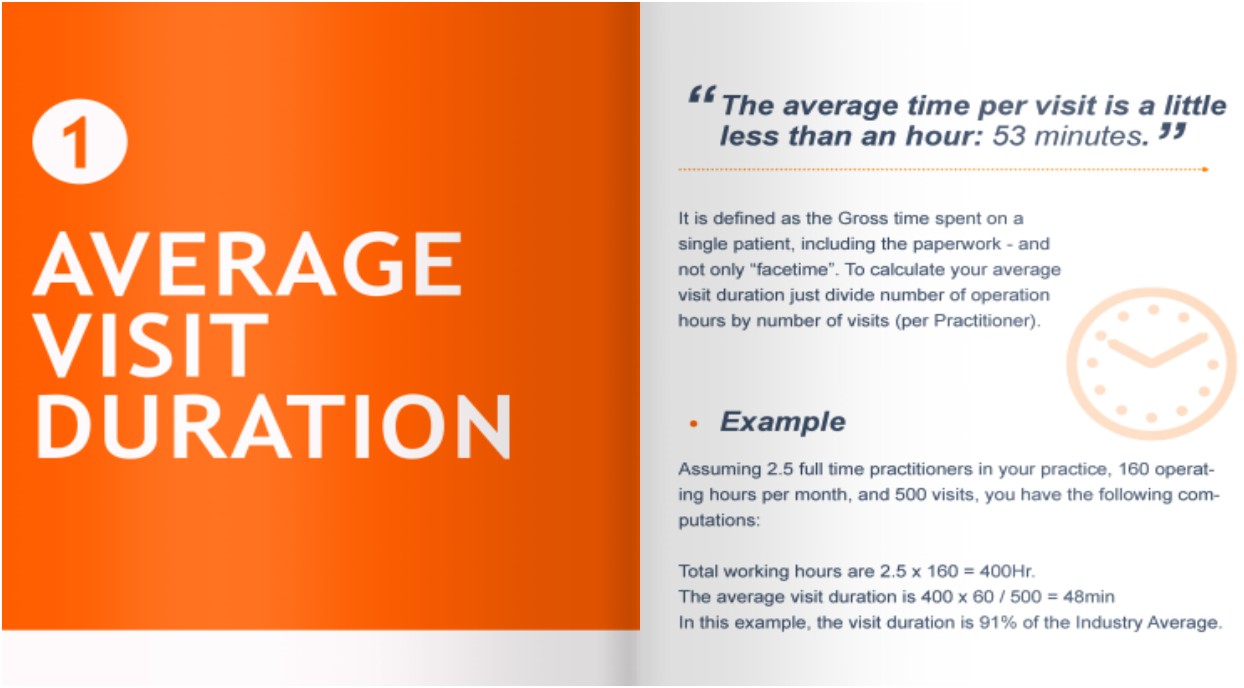 1
AVERAGE
VISIT
DURATION
“ The average time per visit is a little
less than an hour: 53 minutes. ”
It is defined as the Gross time spent on a
single patient, including the paperwork - and
not only “facetime”. To calculate your average
visit duration just divide number of operation
hours by number of visits (per Practitioner).
• Example
Assuming 2.5 full time practitioners in your practice, 160 operat-
ing hours per month, and 500 visits, you have the following com-
putations:
Total working hours are 2.5 x 160 = 400Hr.
The average visit duration is 400 x 60 / 500 = 48min
In this example, the visit duration is 91% of the Industry Average.